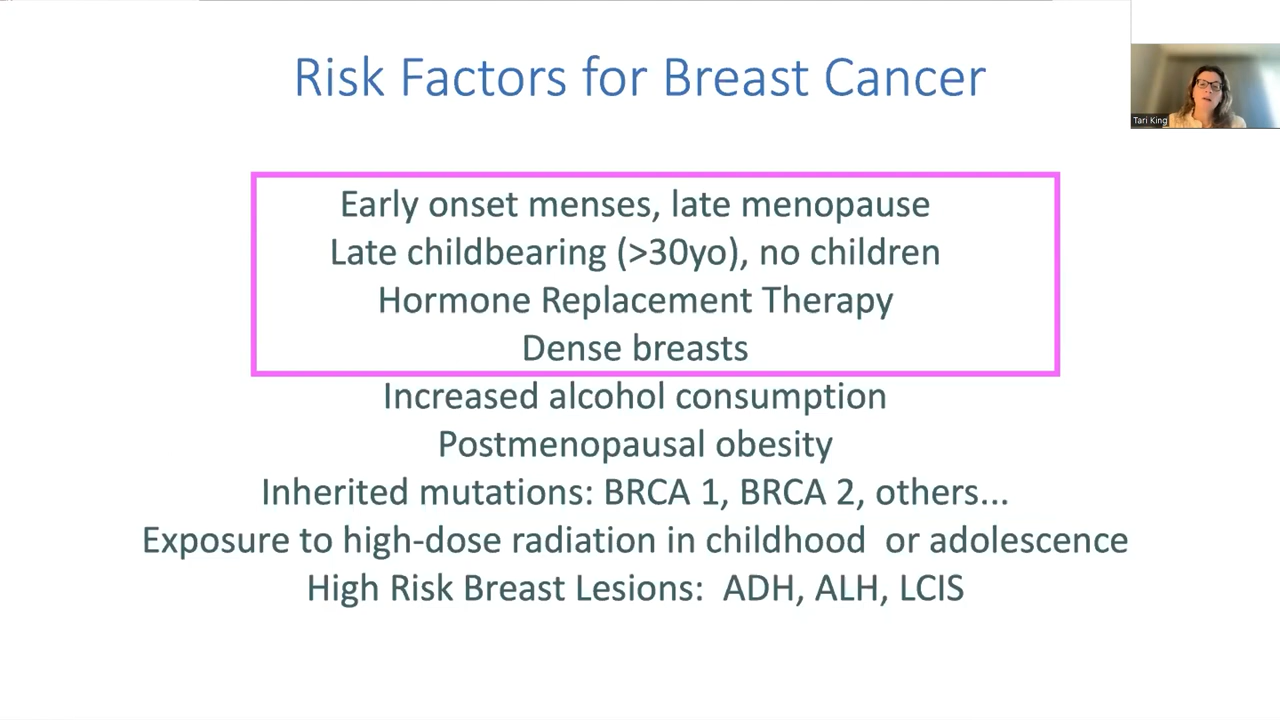 Risk Factors for Breast Cancer
Tari King
Early onset menses, late menopause
Late childbearing (>30yo), no children
Hormone Replacement Therapy
Dense breasts
Increased alcohol consumption
Postmenopausal obesity
Inherited mutations: BRCA 1, BRCA 2, others...
Exposure to high-dose radiation in childhood  or adolescence
High Risk Breast Lesions:  ADH, ALH, LCIS